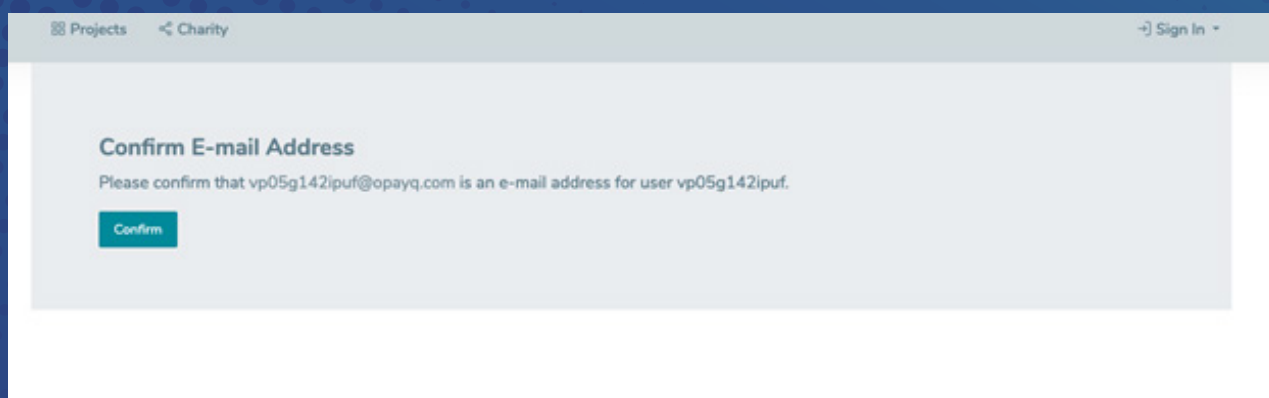 Projects Charity Sign In
Confirm E-mail Address
Please confirm that vp05g142ipuf@opayq.com is an e-mail address for user vp05g142ipuf.
Confirm